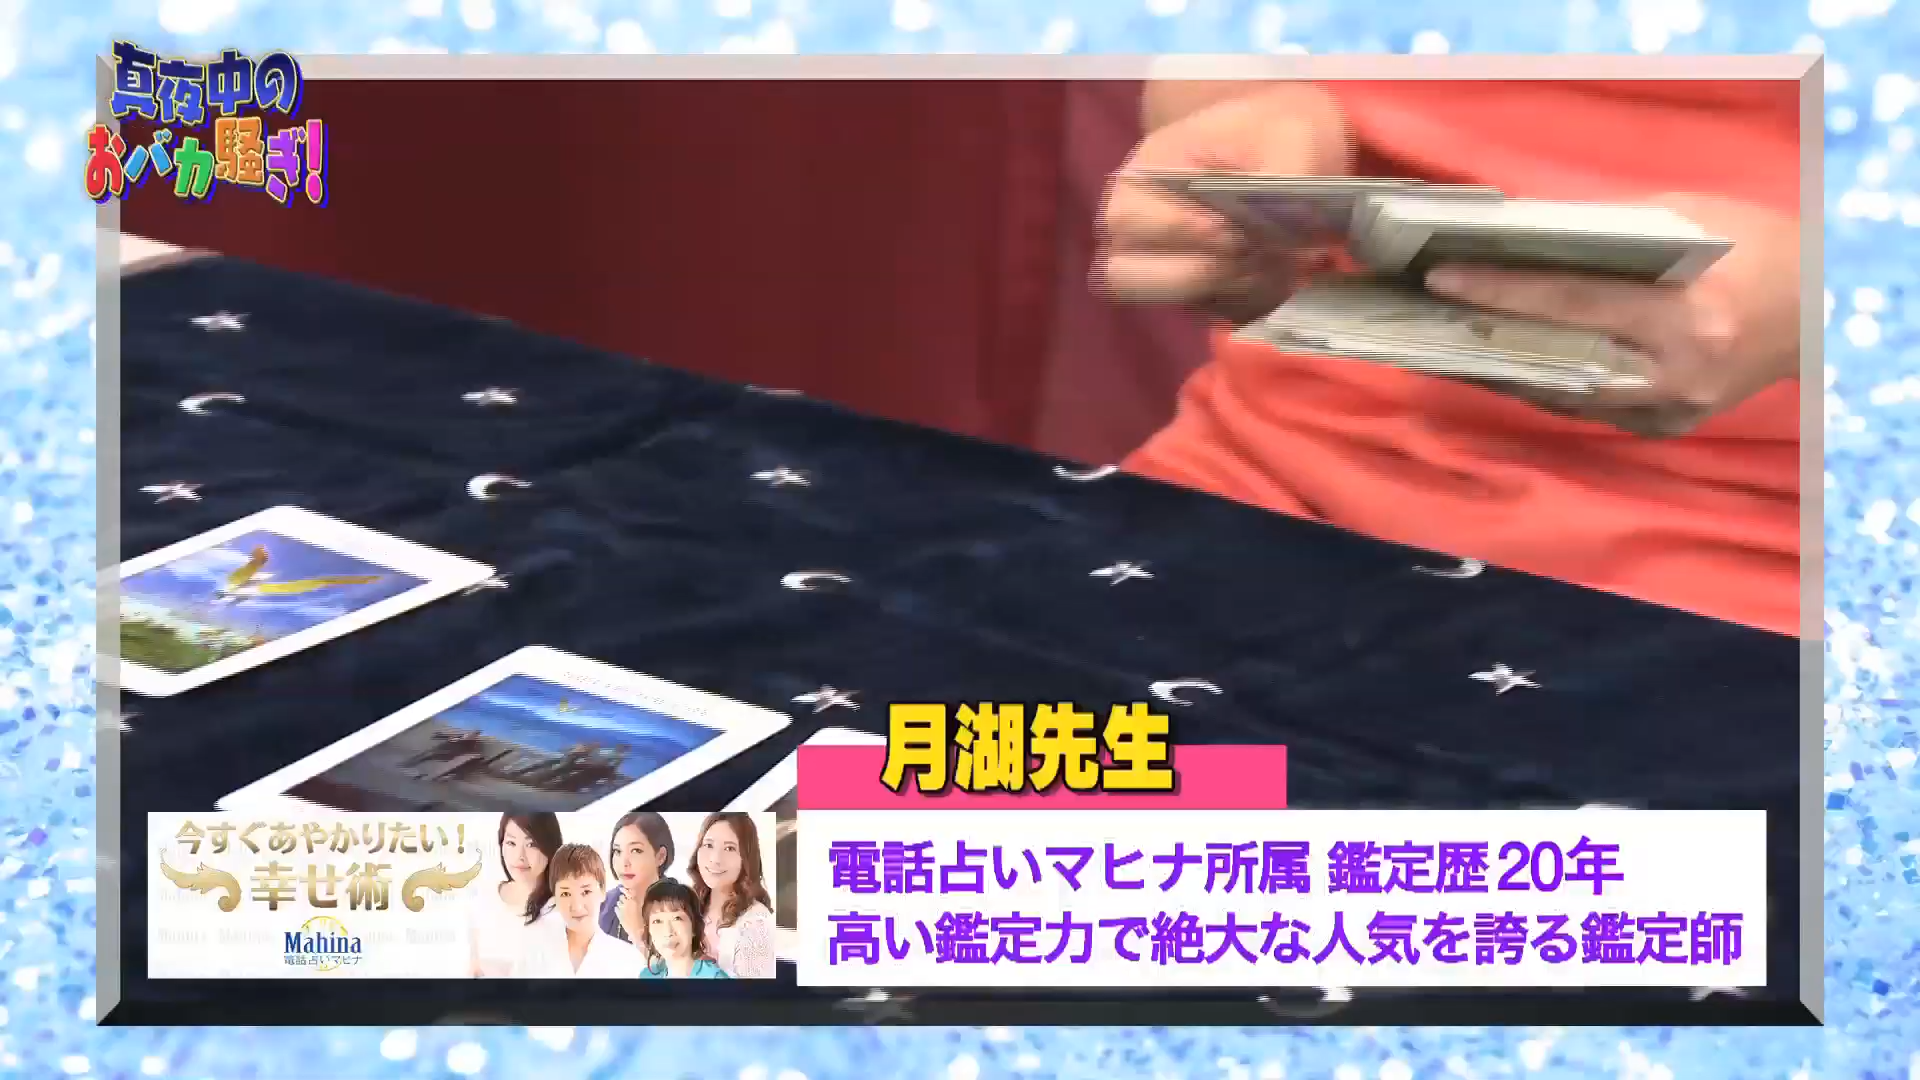 真夜中の
おバカ騒ぎ!
月湖先生
今すぐあやかりたい!
幸せ術
Mahina
電話占いマヒナ
電話占いマヒナ所属 鑑定歴20年
高い鑑定力で絶大な人気を誇る鑑定師